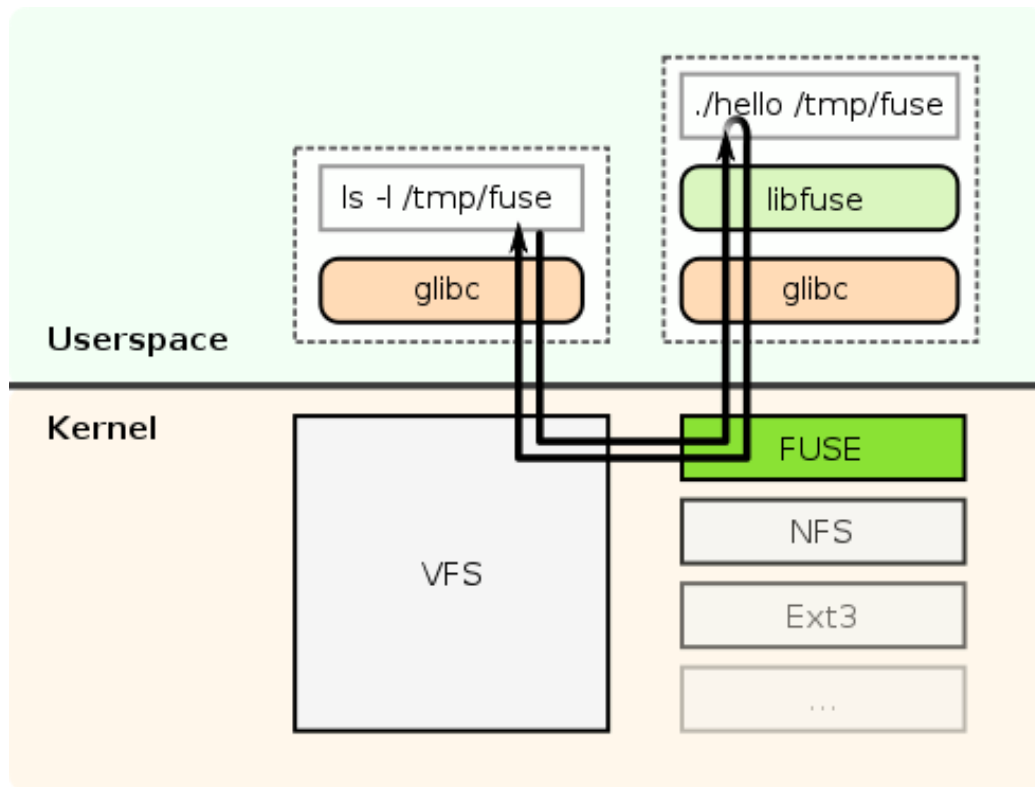 ./hello /tmp/fuse
ls -l /tmp/fuse
libfuse
glibc
glibc
Userspace
Kernel
FUSE
NFS
VFS
Ext3
...